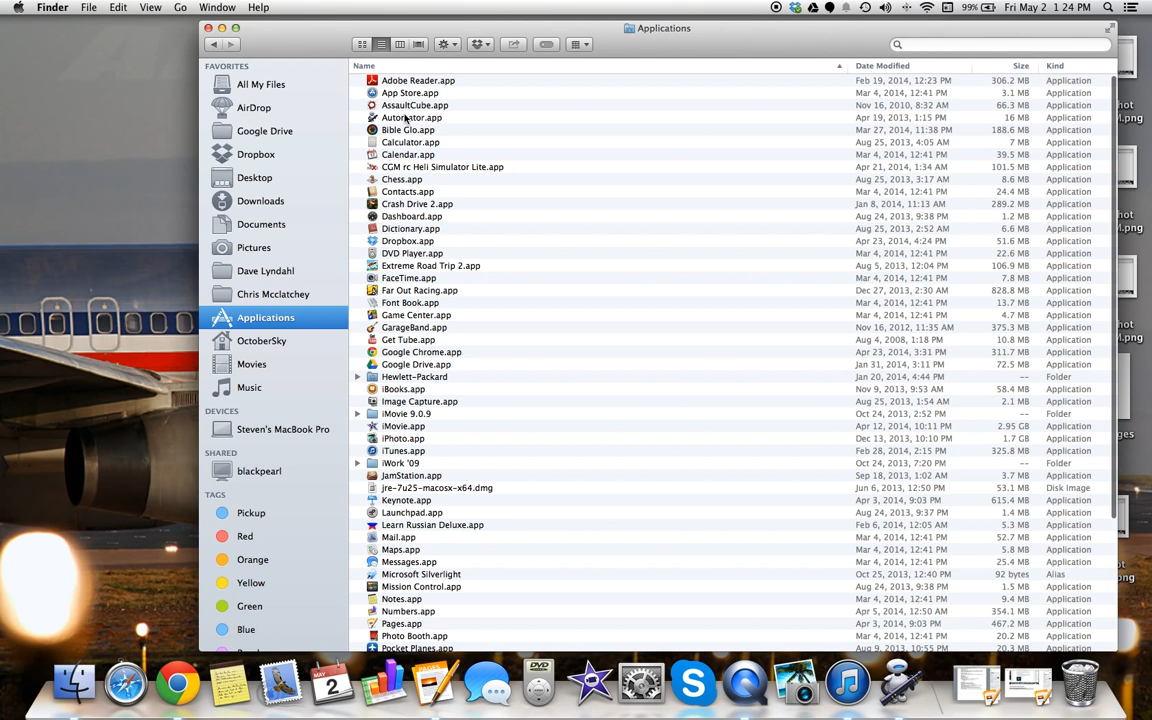 Finder File Edit View Go Window Help 99% Fri May 2 1:24 PM
Applications
FAVORITES
All My Files
AirDrop
Google Drive
Dropbox
Desktop
Downloads
Documents
Pictures
Dave Lyndahl
Chris Mcclatchey
Applications
OctoberSky
Movies
Music
DEVICES
Steven's MacBook Pro
SHARED
blackpearl
TAGS
Pickup
Red
Orange
Yellow
Green
Blue
Name Date Modified Size Kind
Adobe Reader.app Feb 19, 2014, 12:23 PM 306.2 MB Application
App Store.app Mar 4, 2014, 12:41 PM 3.1 MB Application
AssaultCube.app Nov 16, 2010, 8:32 AM 66.3 MB Application
Automator.app Apr 19, 2013, 1:15 PM 16 MB Application
Bible Glo.app Mar 27, 2014, 11:38 PM 188.6 MB Application
Calculator.app Aug 25, 2013, 4:05 AM 7 MB Application
Calendar.app Mar 4, 2014, 12:41 PM 39.5 MB Application
CGM rc Heli Simulator Lite.app Apr 21, 2014, 1:34 AM 101.5 MB Application
Chess.app Aug 25, 2013, 3:17 AM 8.6 MB Application
Contacts.app Mar 4, 2014, 12:41 PM 24.4 MB Application
Crash Drive 2.app Jan 8, 2014, 11:13 AM 289.2 MB Application
Dashboard.app Aug 24, 2013, 9:38 PM 1.2 MB Application
Dictionary.app Aug 25, 2013, 2:52 AM 6.6 MB Application
Dropbox.app Apr 23, 2014, 4:24 PM 51.6 MB Application
DVD Player.app Mar 4, 2014, 12:41 PM 22.6 MB Application
Extreme Road Trip 2.app Aug 5, 2013, 12:04 PM 106.9 MB Application
FaceTime.app Mar 4, 2014, 12:41 PM 7.8 MB Application
Far Out Racing.app Dec 27, 2013, 2:30 AM 828.8 MB Application
Font Book.app Mar 4, 2014, 12:41 PM 13.7 MB Application
Game Center.app Mar 4, 2014, 12:41 PM 4.7 MB Application
GarageBand.app Nov 16, 2012, 11:35 AM 375.3 MB Application
Get Tube.app Aug 4, 2008, 1:18 PM 10.8 MB Application
Google Chrome.app Apr 23, 2014, 3:31 PM 311.7 MB Application
Google Drive.app Jan 31, 2014, 3:11 PM 72.5 MB Application
Hewlett-Packard Jan 20, 2014, 4:44 PM -- Folder
iBooks.app Nov 9, 2013, 9:53 AM 58.4 MB Application
Image Capture.app Aug 25, 2013, 1:54 AM 2.1 MB Application
iMovie 9.0.9 Oct 24, 2013, 2:52 PM -- Folder
iMovie.app Apr 12, 2014, 10:11 PM 2.95 GB Application
iPhoto.app Dec 13, 2013, 10:10 PM 1.7 GB Application
iTunes.app Feb 28, 2014, 2:15 PM 325.8 MB Application
iWork '09 Oct 24, 2013, 7:20 PM -- Folder
JamStation.app Sep 18, 2013, 1:02 AM 3.7 MB Application
jre-7u25-macosx-x64.dmg Jun 6, 2013, 12:50 PM 53.1 MB Disk Image
Keynote.app Apr 3, 2014, 9:03 PM 615.4 MB Application
Launchpad.app Aug 24, 2013, 9:37 PM 1.4 MB Application
Learn Russian Deluxe.app Feb 6, 2014, 12:05 AM 5.3 MB Application
Mail.app Mar 4, 2014, 12:41 PM 52.7 MB Application
Maps.app Mar 4, 2014, 12:41 PM 5.8 MB Application
Messages.app Mar 4, 2014, 12:41 PM 25.4 MB Application
Microsoft Silverlight Oct 25, 2013, 12:40 PM 92 bytes Alias
Mission Control.app Aug 24, 2013, 9:38 PM 1.5 MB Application
Notes.app Mar 4, 2014, 12:41 PM 9.4 MB Application
Numbers.app Apr 5, 2014, 12:50 AM 354.1 MB Application
Pages.app Apr 3, 2014, 9:03 PM 467.2 MB Application
Photo Booth.app Mar 4, 2014, 12:41 PM 20.2 MB Application
Pocket Planes.app Aug 9, 2013, 10:55 PM 20.3 MB Application
hot
M.png
hot
M.png
hot
M.png
ges
ot
png
MAY
2
PAGES
DVD